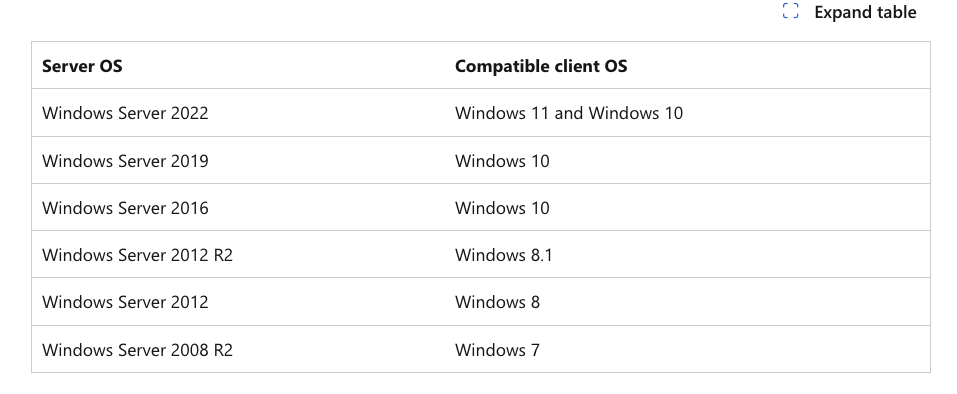 Expand table
Server OS Compatible client OS
Windows Server 2022 Windows 11 and Windows 10
Windows Server 2019 Windows 10
Windows Server 2016 Windows 10
Windows Server 2012 R2 Windows 8.1
Windows Server 2012 Windows 8
Windows Server 2008 R2 Windows 7